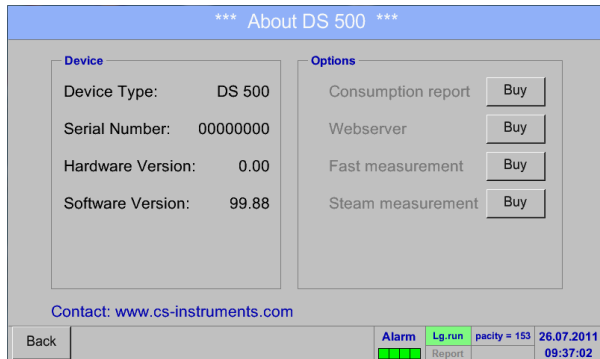 *** About DS 500 ***
Device
Device Type: DS 500
Serial Number: 00000000
Hardware Version: 0.00
Software Version: 99.88
Options
Consumption report Buy
Webserver Buy
Fast measurement Buy
Steam measurement Buy
Contact: www.cs-instruments.com
Back
Alarm Lg.run pacity = 153 26.07.2011
Report 09:37:02